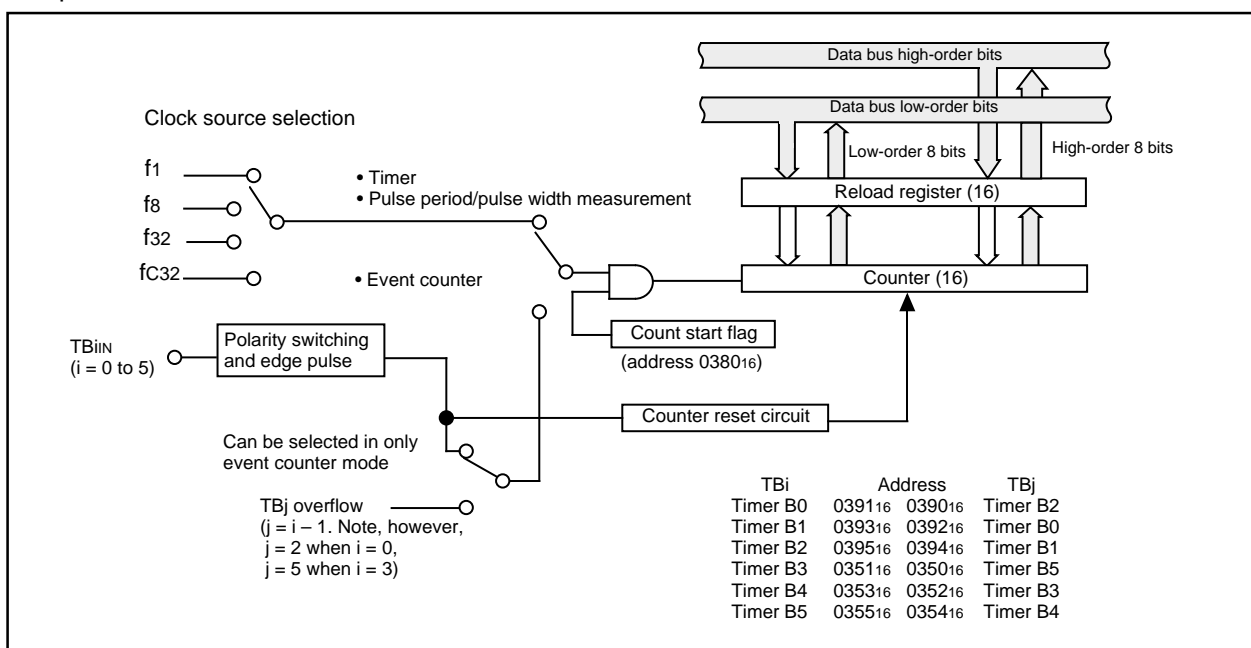 Data bus high-order bits
Data bus low-order bits
Clock source selection
Low-order 8 bits
High-order 8 bits
f1
• Timer
Reload register (16)
• Pulse period/pulse width measurement
f8
f32
fC32
• Event counter
Counter (16)
TBiIN
(i = 0 to 5)
Polarity switching
and edge pulse
Count start flag
(address 038016)
Counter reset circuit
Can be selected in only
event counter mode
TBj overflow
(j = i – 1. Note, however,
j = 2 when i = 0,
j = 5 when i = 3)
TBi Address TBj
Timer B0 039116 039016 Timer B2
Timer B1 039316 039216 Timer B0
Timer B2 039516 039416 Timer B1
Timer B3 035116 035016 Timer B5
Timer B4 035316 035216 Timer B3
Timer B5 035516 035416 Timer B4